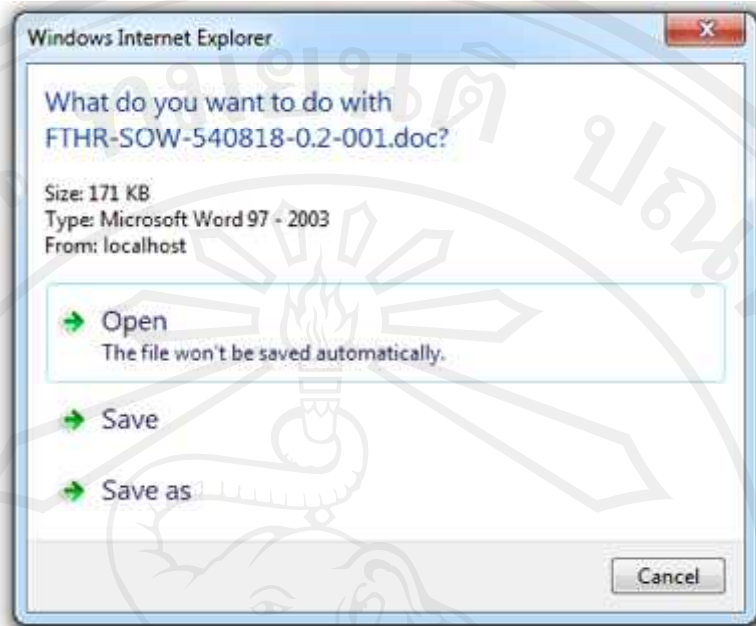 Windows Internet Explorer
What do you want to do with
FTHR-SOW-540818-0.2-001.doc?
Size: 171 KB
Type: Microsoft Word 97 - 2003
From: localhost
Open
The file won't be saved automatically.
Save
Save as
Cancel